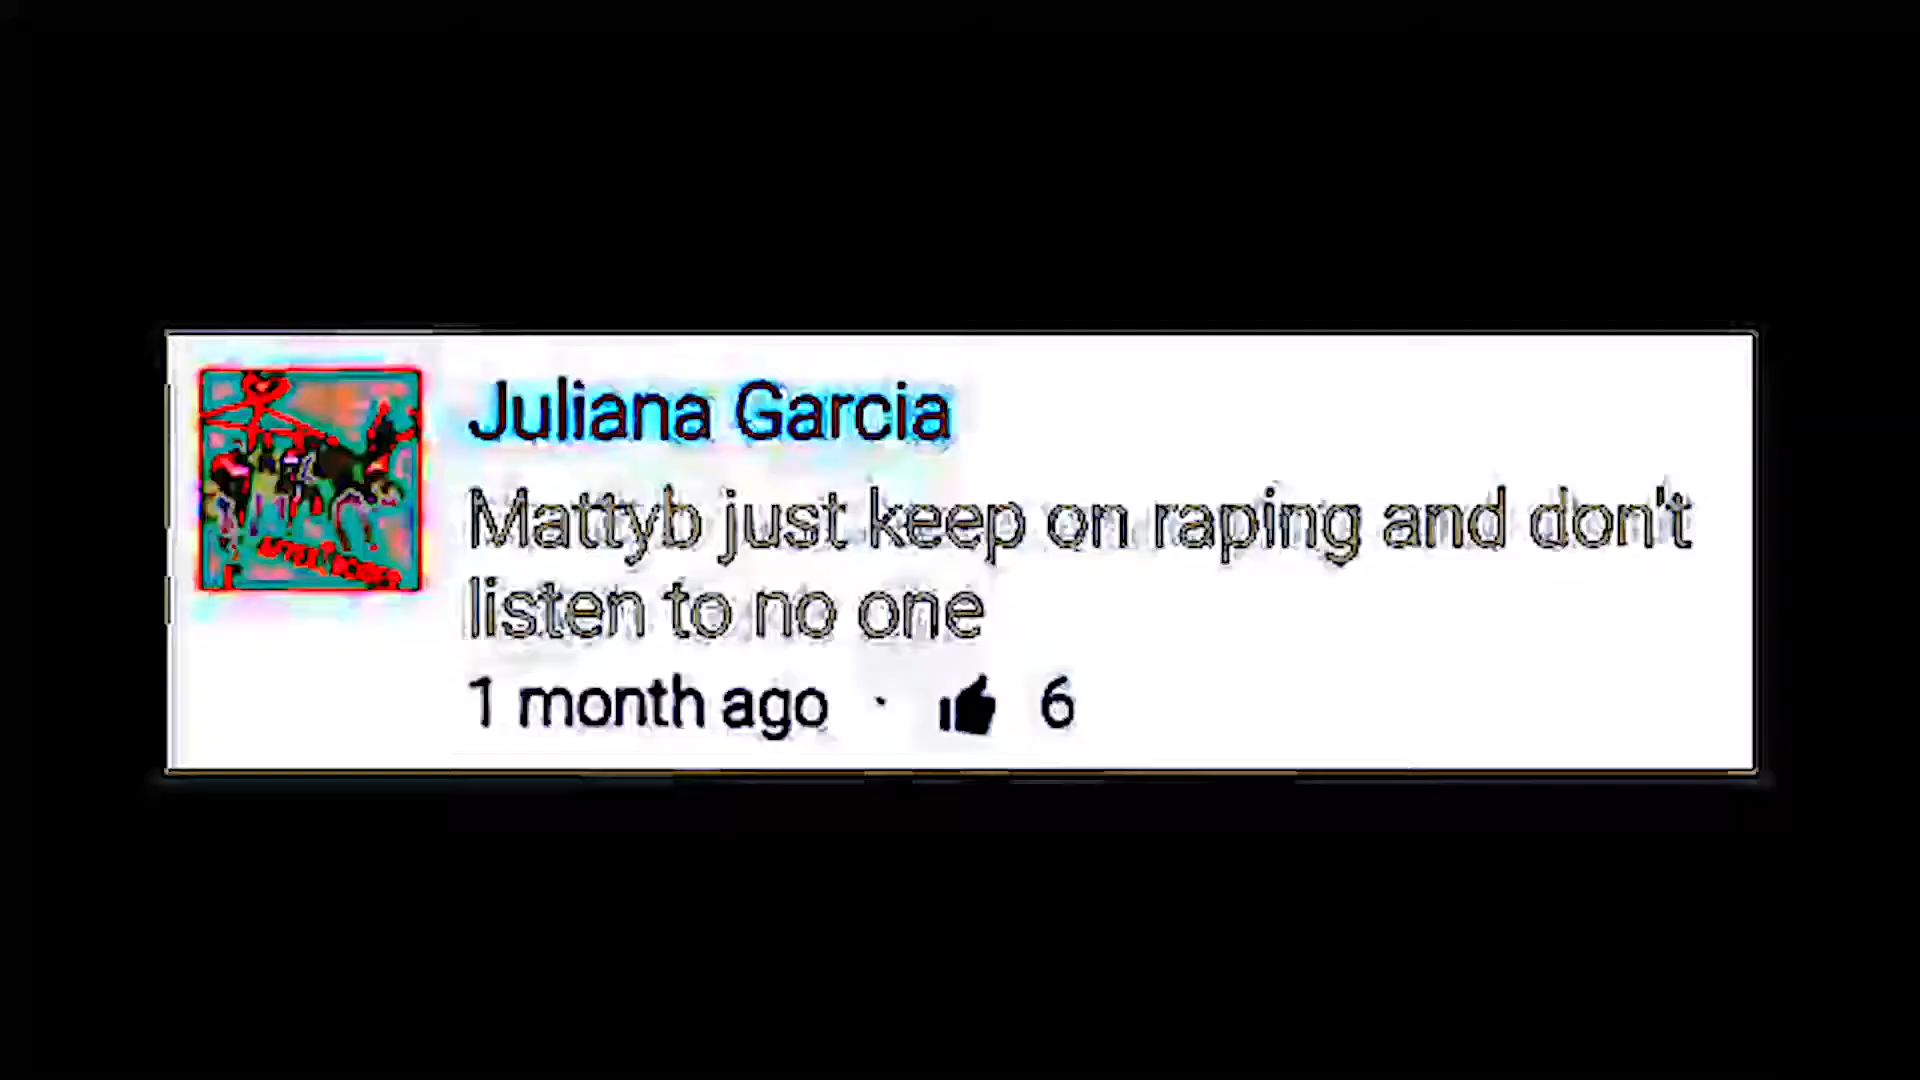 Juliana Garcia
Mattyb just keep on raping and don't
listen to no one
1 month ago · 6